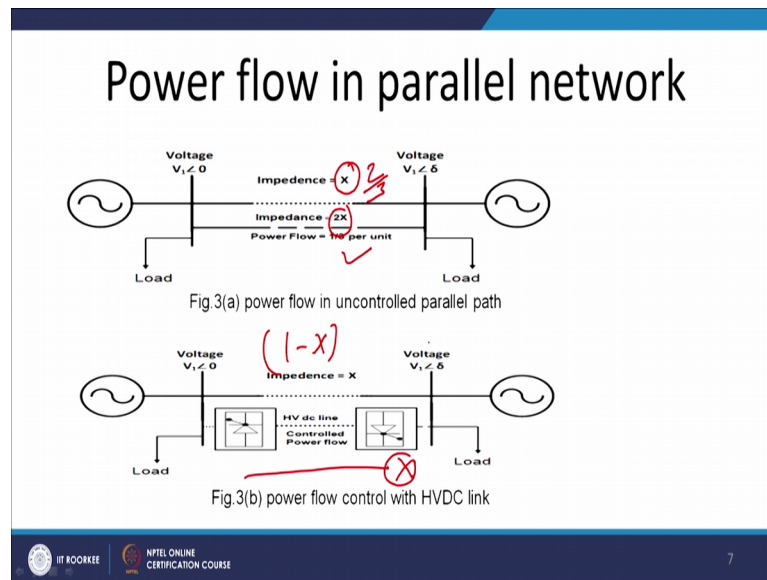 Power flow in parallel network
Voltage
V₁∠0
Impedence = X
2/3
Voltage
V₁∠δ
Impedance - 2X
Power Flow = 1/3 per unit
Load
Load
Fig.3(a) power flow in uncontrolled parallel path
(1-X)
Voltage
V₁∠0
Impedence = X
Voltage
V₁∠δ
HV dc line
Controlled
Power flow
X
Load
Load
Fig.3(b) power flow control with HVDC link
IIT ROORKEE
NPTEL ONLINE
CERTIFICATION COURSE
7